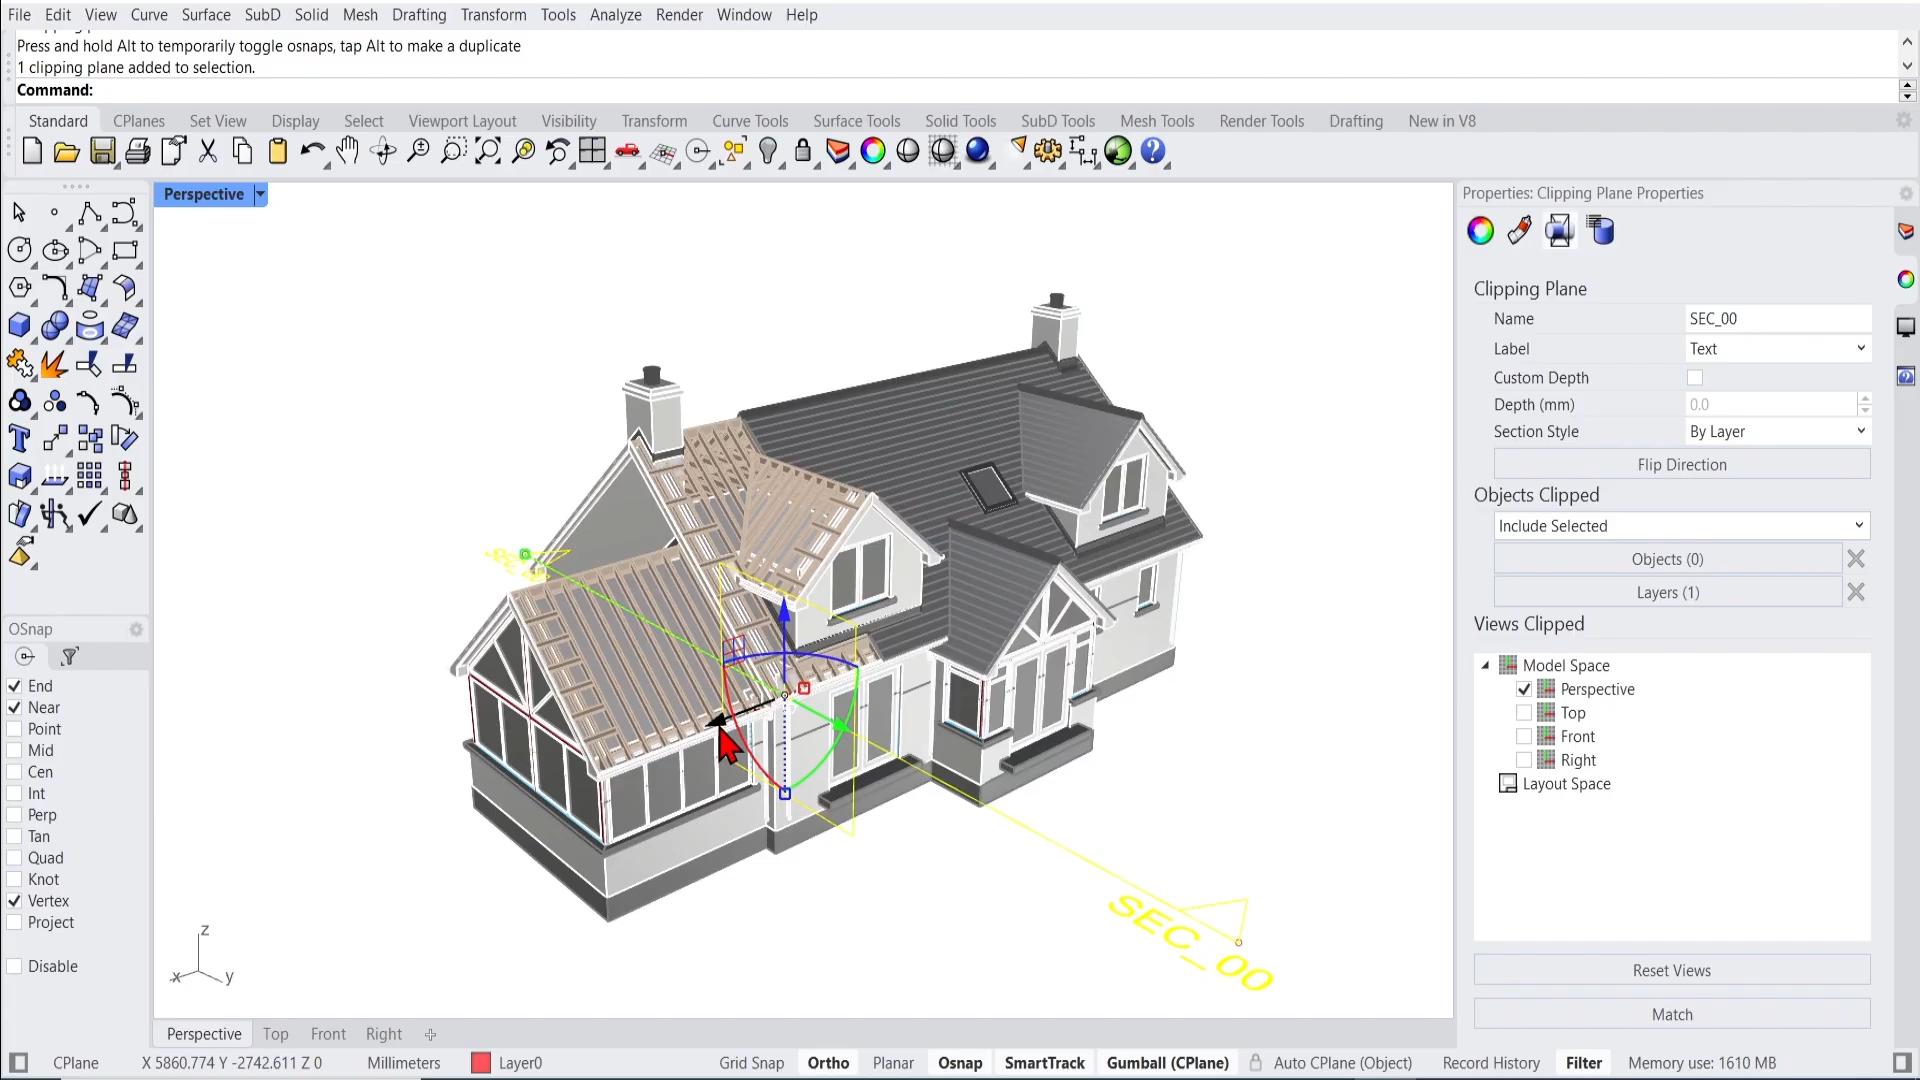 File Edit View Curve Surface SubD Solid Mesh Drafting Transform Tools Analyze Render Window Help
Press and hold Alt to temporarily toggle osnaps, tap Alt to make a duplicate
1 clipping plane added to selection.
Command:
Standard CPlanes Set View Display Select Viewport Layout Visibility Transform Curve Tools Surface Tools Solid Tools SubD Tools Mesh Tools Render Tools Drafting New in V8
Perspective
Properties: Clipping Plane Properties
Clipping Plane
Name SEC_00
Label Text
Custom Depth
Depth (mm) 0.0
Section Style By Layer
Flip Direction
Objects Clipped
Include Selected
Objects (0)
Layers (1)
Views Clipped
Model Space
Perspective
Top
Front
Right
Layout Space
Reset Views
Match
OSnap
End
Near
Point
Mid
Cen
Int
Perp
Tan
Quad
Knot
Vertex
Project
Disable
SEC_00
z
x
y
Perspective Top Front Right
CPlane X 5860.774 Y -2742.611 Z 0 Millimeters Layer0 Grid Snap Ortho Planar Osnap SmartTrack Gumball (CPlane) Auto CPlane (Object) Record History Filter Memory use: 1610 MB